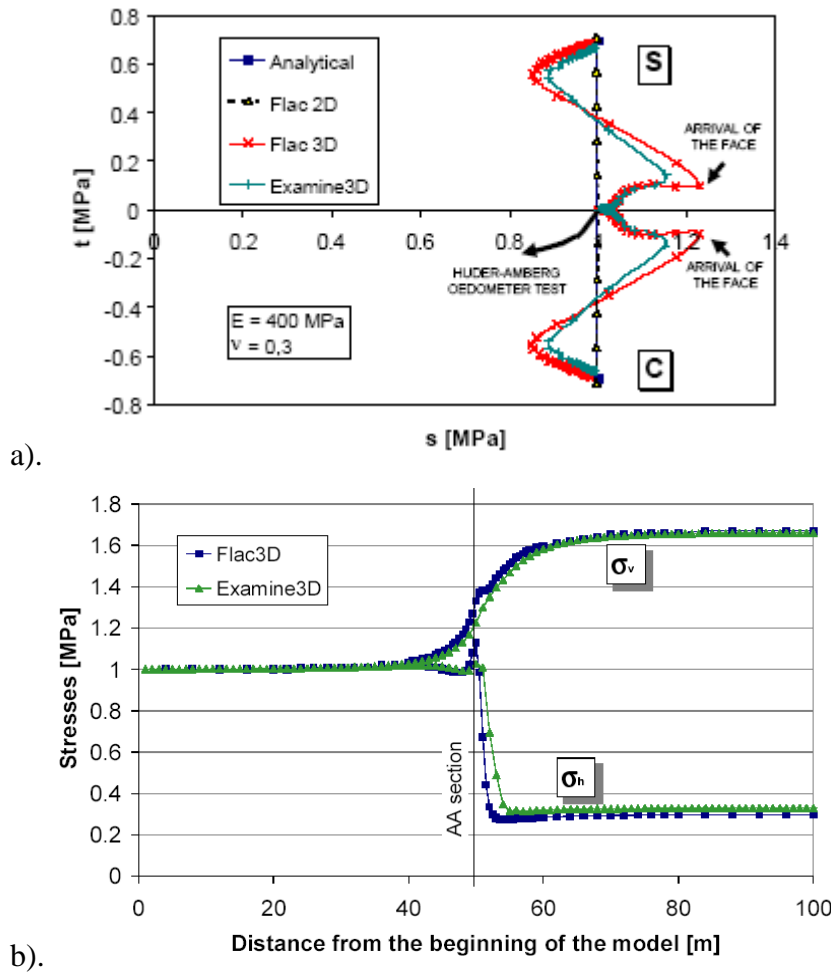 0.8
0.6
0.4
0.2
0
-0.2
-0.4
-0.6
-0.8
t [MPa]
Analytical
Flac 2D
Flac 3D
Examine3D
S
ARRIVAL OF
THE FACE
0 0.2 0.4 0.6 0.8 1.2 14
HUDER-AMBERG
OEDOMETER TEST
ARRIVAL OF
THE FACE
E = 400 MPa
ν = 0,3
C
s [MPa]
a).
1.8
1.6
1.4
1.2
1
0.8
0.6
0.4
0.2
0
Stresses [MPa]
Flac3D
Examine3D
σv
AA section
σh
0 20 40 60 80 100
Distance from the beginning of the model [m]
b).